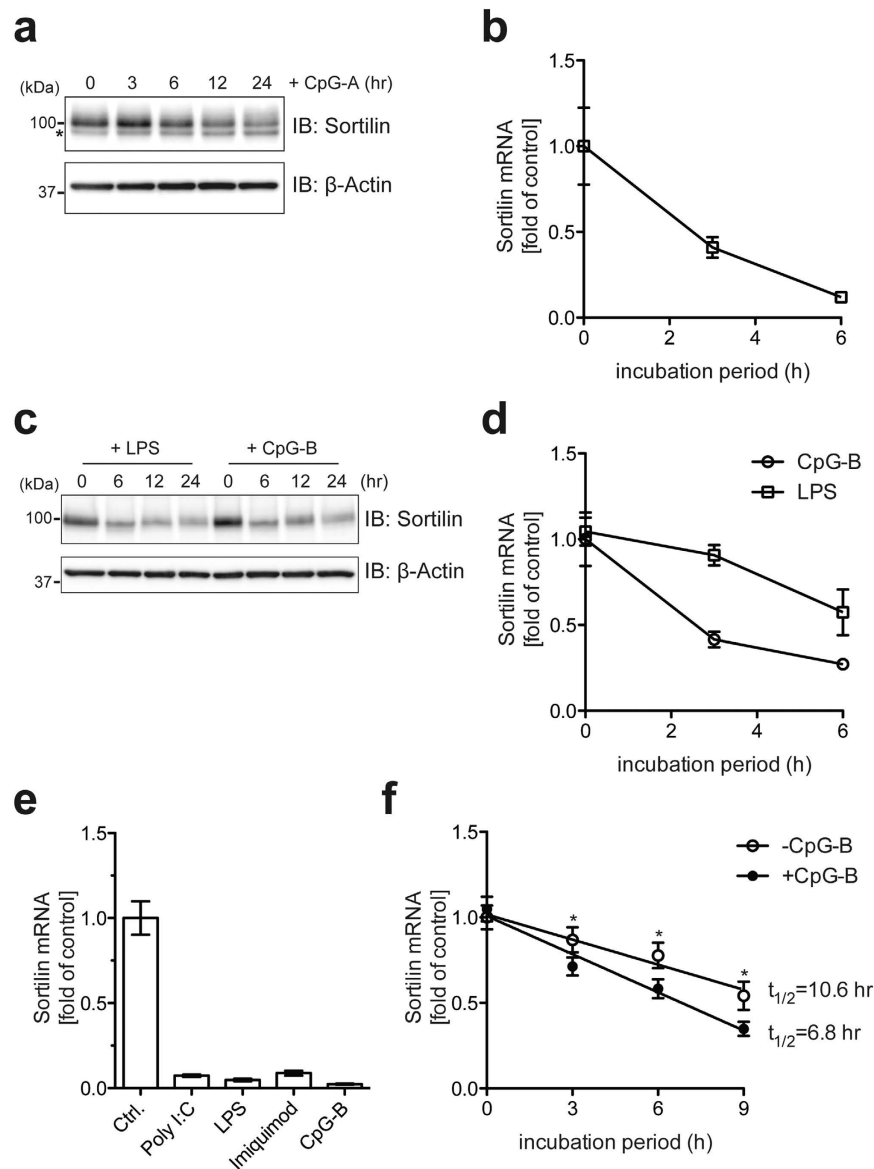 a
(kDa) 0 3 6 12 24 + CpG-A (hr)
100
*
IB: Sortilin
37
IB: β-Actin
b
Sortilin mRNA
[fold of control]
1.5
1.0
0.5
0.0
0 2 4 6
incubation period (h)
c
+ LPS + CpG-B
(kDa) 0 6 12 24 0 6 12 24 (hr)
100
IB: Sortilin
37
IB: β-Actin
d
Sortilin mRNA
[fold of control]
1.5
1.0
0.5
0.0
0 2 4 6
incubation period (h)
CpG-B
LPS
e
Sortilin mRNA
[fold of control]
1.5
1.0
0.5
0.0
Ctrl.
Poly I:C
LPS
Imiquimod
CpG-B
f
Sortilin mRNA
[fold of control]
1.5
1.0
0.5
0.0
-CpG-B
+CpG-B
*
*
*
t1/2=10.6 hr
t1/2=6.8 hr
0 3 6 9
incubation period (h)